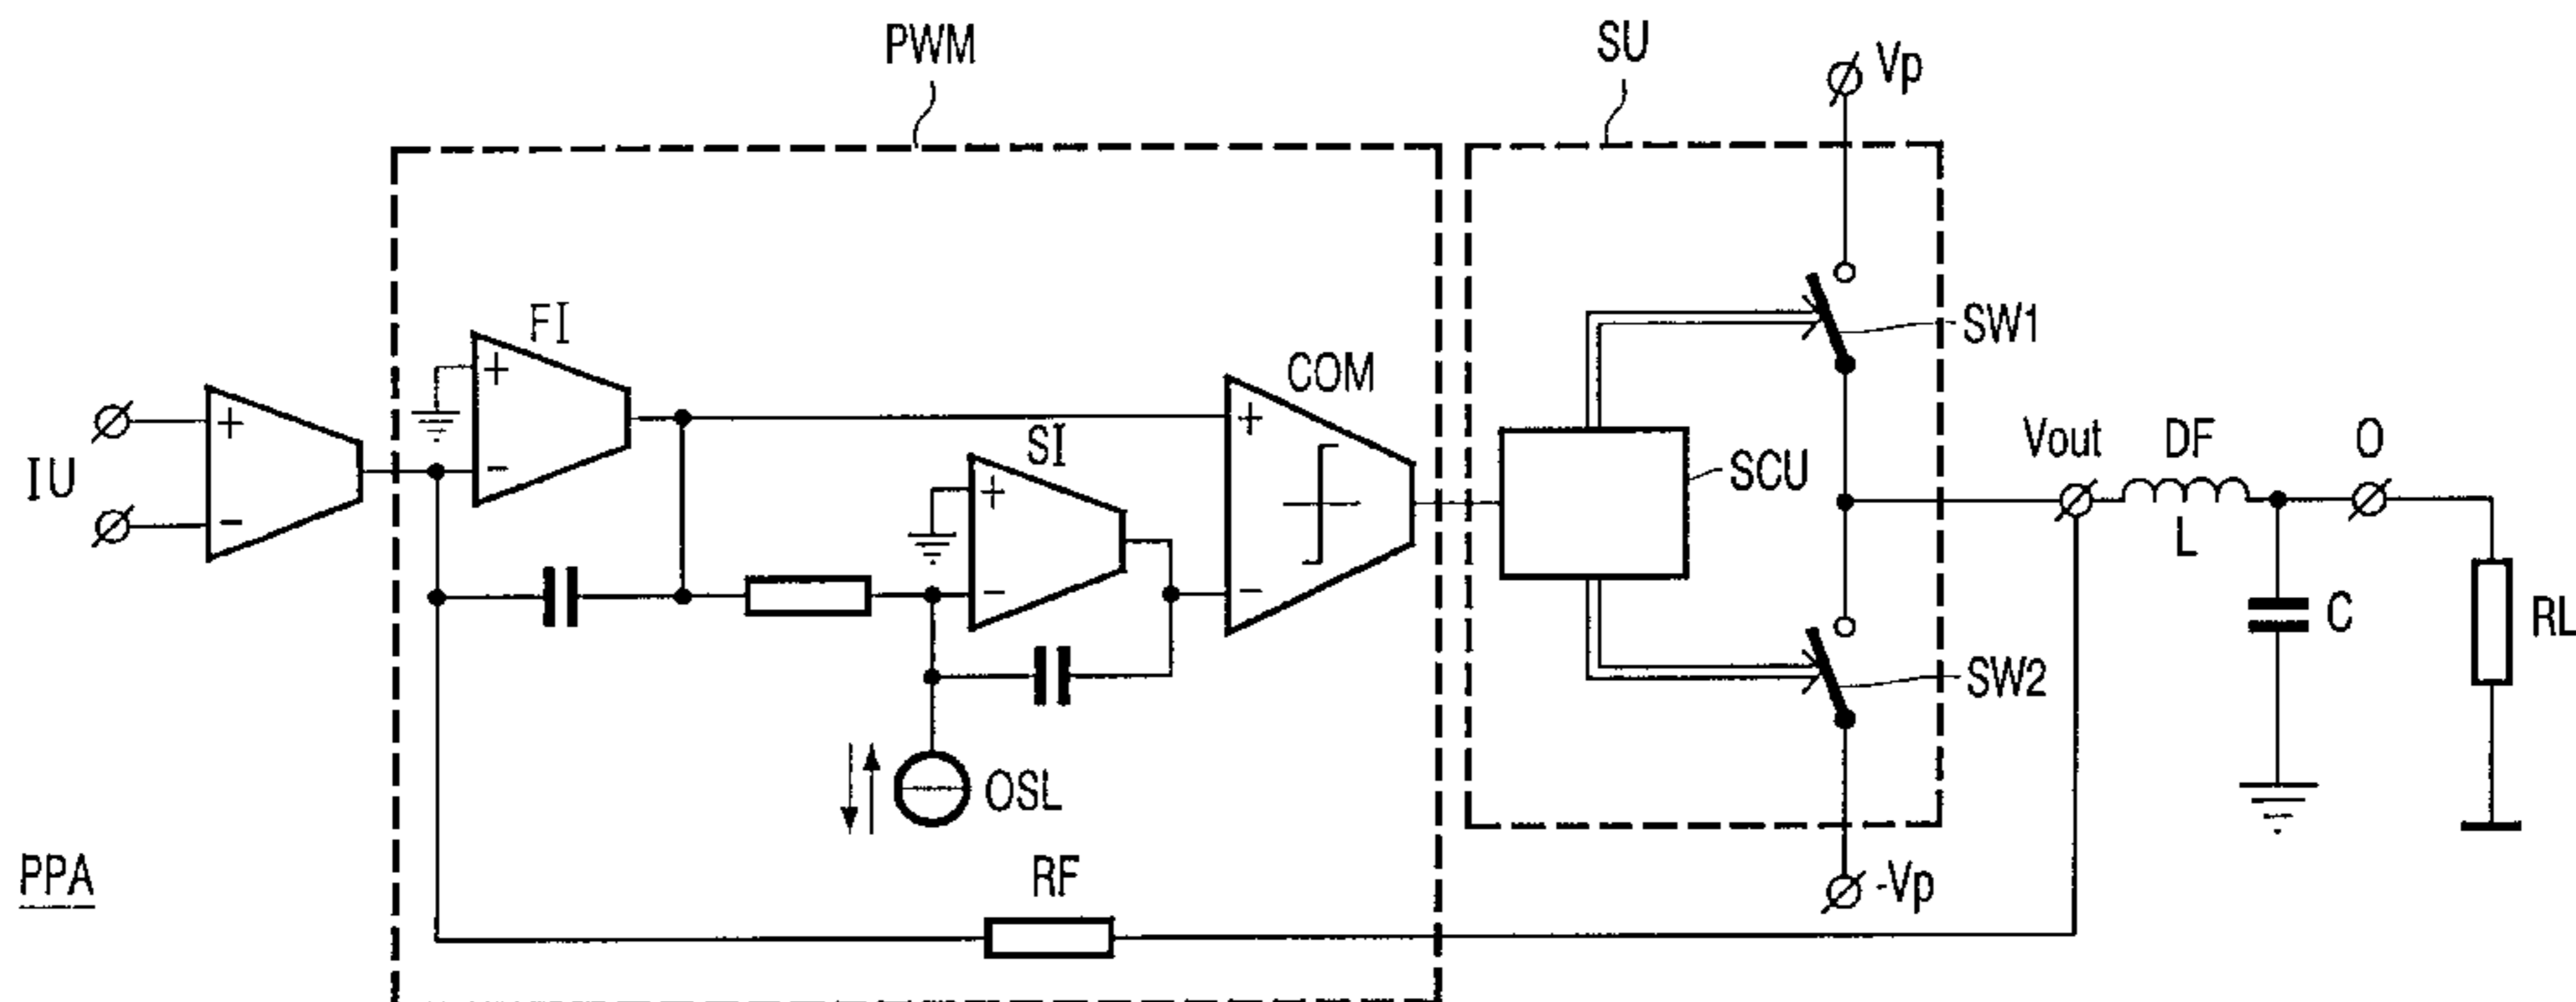 PWM
SU
Vp
FI
COM
SW1
IU
+
−
+
−
SI
+
−
+
−
SCU
Vout
DF
O
L
C
RL
SW2
OSL
PPA
RF
-Vp